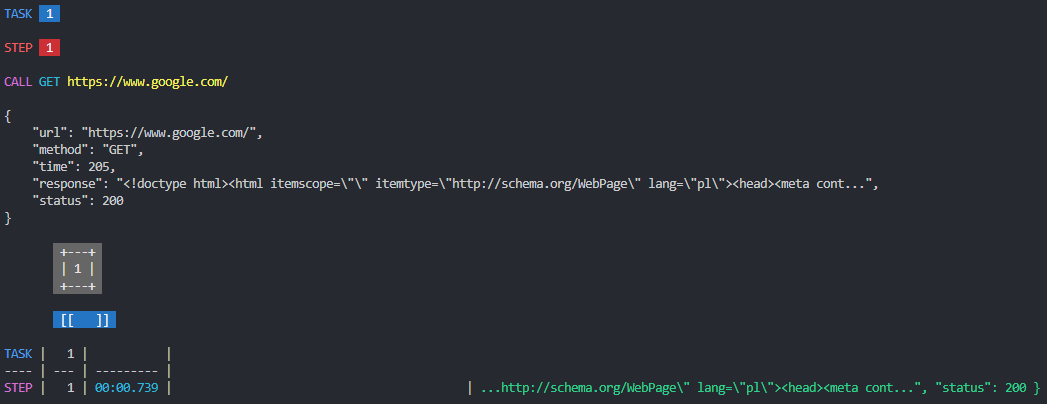 TASK 1
STEP 1
CALL GET https://www.google.com/
{
    "url": "https://www.google.com/",
    "method": "GET",
    "time": 205,
    "response": "<!doctype html><html itemscope=\"\" itemtype=\"http://schema.org/WebPage\" lang=\"pl\"><head><meta cont...",
    "status": 200
}
+---+
| 1 |
+---+
[[   ]]
TASK |   1 |           |
---- | --- | --------- |
STEP |   1 | 00:00.739 |                                          | ...http://schema.org/WebPage\" lang=\"pl\"><head><meta cont...", "status": 200 }